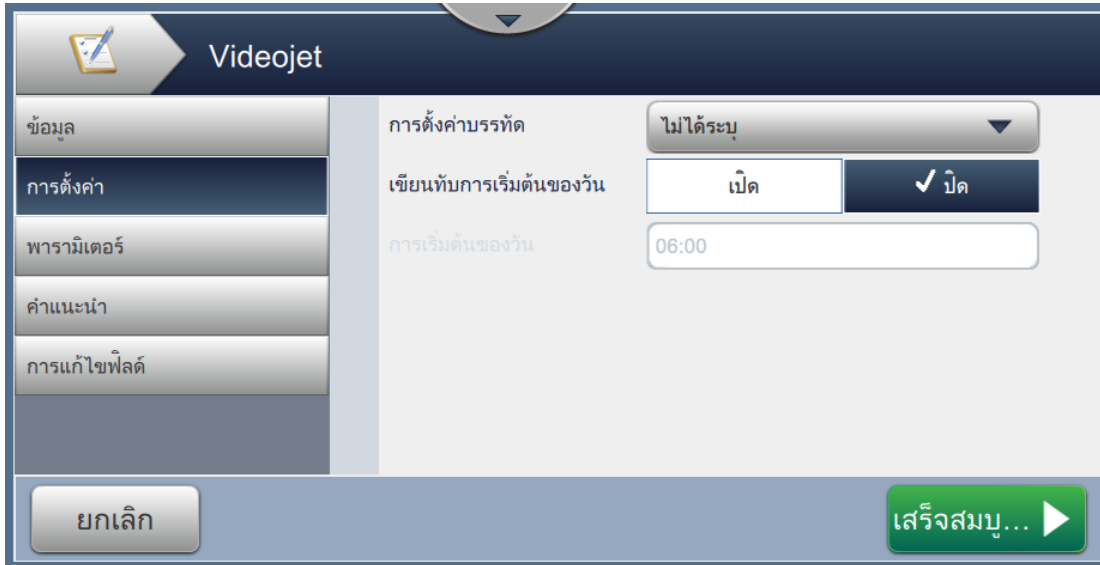 Videojet
ข้อมูล
การตั้งค่า
พารามิเตอร์
คำแนะนำ
การแก้ไขฟิลด์
การตั้งค่าบรรทัด
ไม่ได้ระบุ
เขียนทับการเริ่มต้นของวัน
เปิด
✓ ปิด
การเริ่มต้นของวัน
06:00
ยกเลิก
เสร็จสมบู...